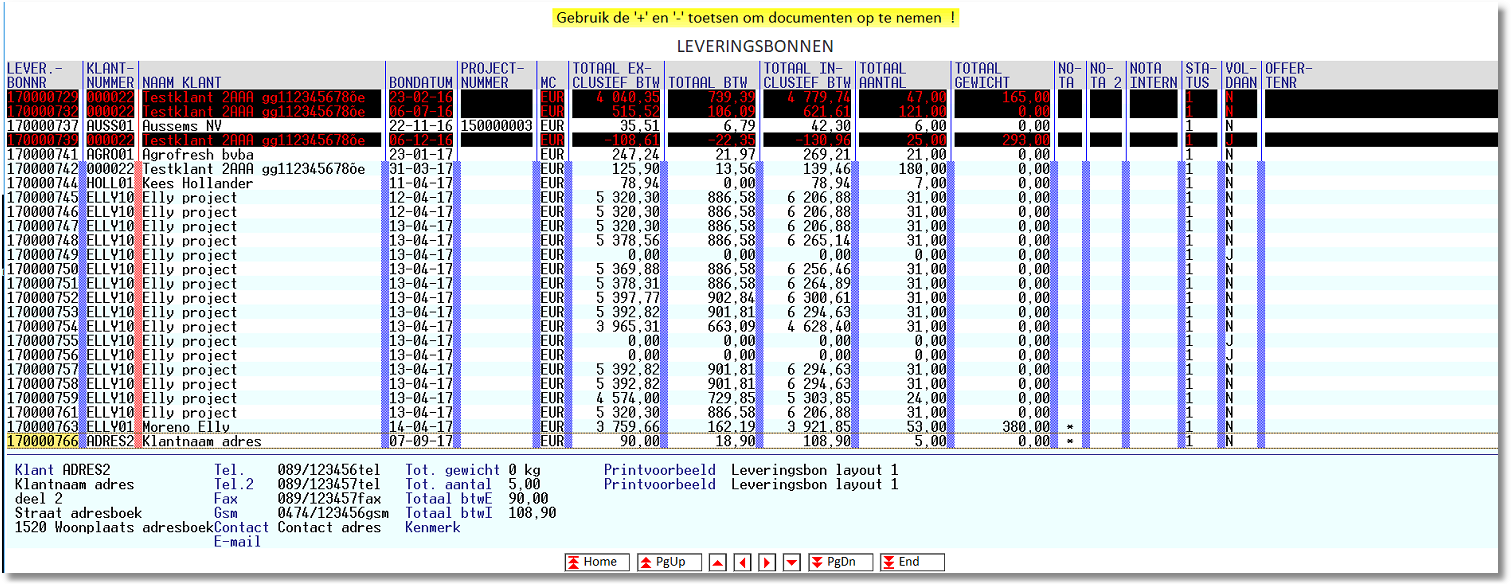 Gebruik de '+' en '-' toetsen om documenten op te nemen !
LEVERINGSBONNEN
LEVER.- KLANT- PROJECT- TOTAAL EX- TOTAAL IN- TOTAAL TOTAAL NO- NO- NOTA STA- VOL- OFFER-
BONNR NUMMER NAAM KLANT BONDATUM NUMMER MC CLUSIEF BTW TOTAAL BTW CLUSIEF BTW AANTAL GEWICHT TA TA 2 INTERN TUS DAAN TENR
170000729 000022 Testklant 2AAA gg112345678õe 23-02-16 EUR 4 040,35 739,39 4 779,74 47,00 165,00 1 N
170000732 000022 Testklant 2AAA gg112345678õe 06-07-16 EUR 515,52 106,09 621,61 121,00 0,00 1 N
170000737 AUSS01 Aussems NV 22-11-16 150000003 EUR 35,51 6,79 42,30 6,00 0,00 1 N
170000739 000022 Testklant 2AAA gg112345678õe 06-12-16 EUR -108,61 -22,35 -130,96 25,00 293,00 1 J
170000741 AGRO01 Agrofresh bvba 23-01-17 EUR 247,24 21,97 269,21 21,00 0,00 1 N
170000742 000022 Testklant 2AAA gg112345678õe 31-03-17 EUR 125,90 13,56 139,46 180,00 0,00 1 N
170000744 HOLL01 Kees Hollander 11-04-17 EUR 78,94 0,00 78,94 7,00 0,00 1 N
170000745 ELLY10 Elly project 12-04-17 EUR 5 320,30 886,58 6 206,88 31,00 0,00 1 N
170000746 ELLY10 Elly project 12-04-17 EUR 5 320,30 886,58 6 206,88 31,00 0,00 1 N
170000747 ELLY10 Elly project 13-04-17 EUR 5 320,30 886,58 6 206,88 31,00 0,00 1 N
170000748 ELLY10 Elly project 13-04-17 EUR 5 378,56 886,58 6 265,14 31,00 0,00 1 N
170000749 ELLY10 Elly project 13-04-17 EUR 0,00 0,00 0,00 0,00 0,00 1 J
170000750 ELLY10 Elly project 13-04-17 EUR 5 369,88 886,58 6 256,46 31,00 0,00 1 N
170000751 ELLY10 Elly project 13-04-17 EUR 5 378,31 886,58 6 264,89 31,00 0,00 1 N
170000752 ELLY10 Elly project 13-04-17 EUR 5 397,77 902,84 6 300,61 31,00 0,00 1 N
170000753 ELLY10 Elly project 13-04-17 EUR 5 392,82 901,81 6 294,63 31,00 0,00 1 N
170000754 ELLY10 Elly project 13-04-17 EUR 3 965,31 663,09 4 628,40 31,00 0,00 1 N
170000755 ELLY10 Elly project 13-04-17 EUR 0,00 0,00 0,00 0,00 0,00 1 J
170000756 ELLY10 Elly project 13-04-17 EUR 0,00 0,00 0,00 0,00 0,00 1 J
170000757 ELLY10 Elly project 13-04-17 EUR 5 392,82 901,81 6 294,63 31,00 0,00 1 N
170000758 ELLY10 Elly project 13-04-17 EUR 5 392,82 901,81 6 294,63 31,00 0,00 1 N
170000759 ELLY10 Elly project 13-04-17 EUR 4 574,00 729,85 5 303,85 24,00 0,00 1 N
170000761 ELLY10 Elly project 13-04-17 EUR 5 320,30 886,58 6 206,88 31,00 0,00 1 N
170000763 ELLY01 Moreno Elly 14-04-17 EUR 3 759,66 162,19 3 921,85 53,00 380,00 * 1 N
170000766 ADRES2 Klantnaam adres 07-09-17 EUR 90,00 18,90 108,90 5,00 0,00 * 1 N
Klant ADRES2 Tel. 089/123456tel Tot. gewicht 0 kg Printvoorbeeld Leveringsbon layout 1
Klantnaam adres Tel.2 089/123457tel Tot. aantal 5,00 Printvoorbeeld Leveringsbon layout 1
deel 2 Fax 089/123457fax Totaal btwE 90,00
Straat adresboek Gsm 0474/123456gsm Totaal btwI 108,90
1520 Woonplaats adresboek Contact Contact adres Kenmerk
E-mail
Home PgUp PgDn End